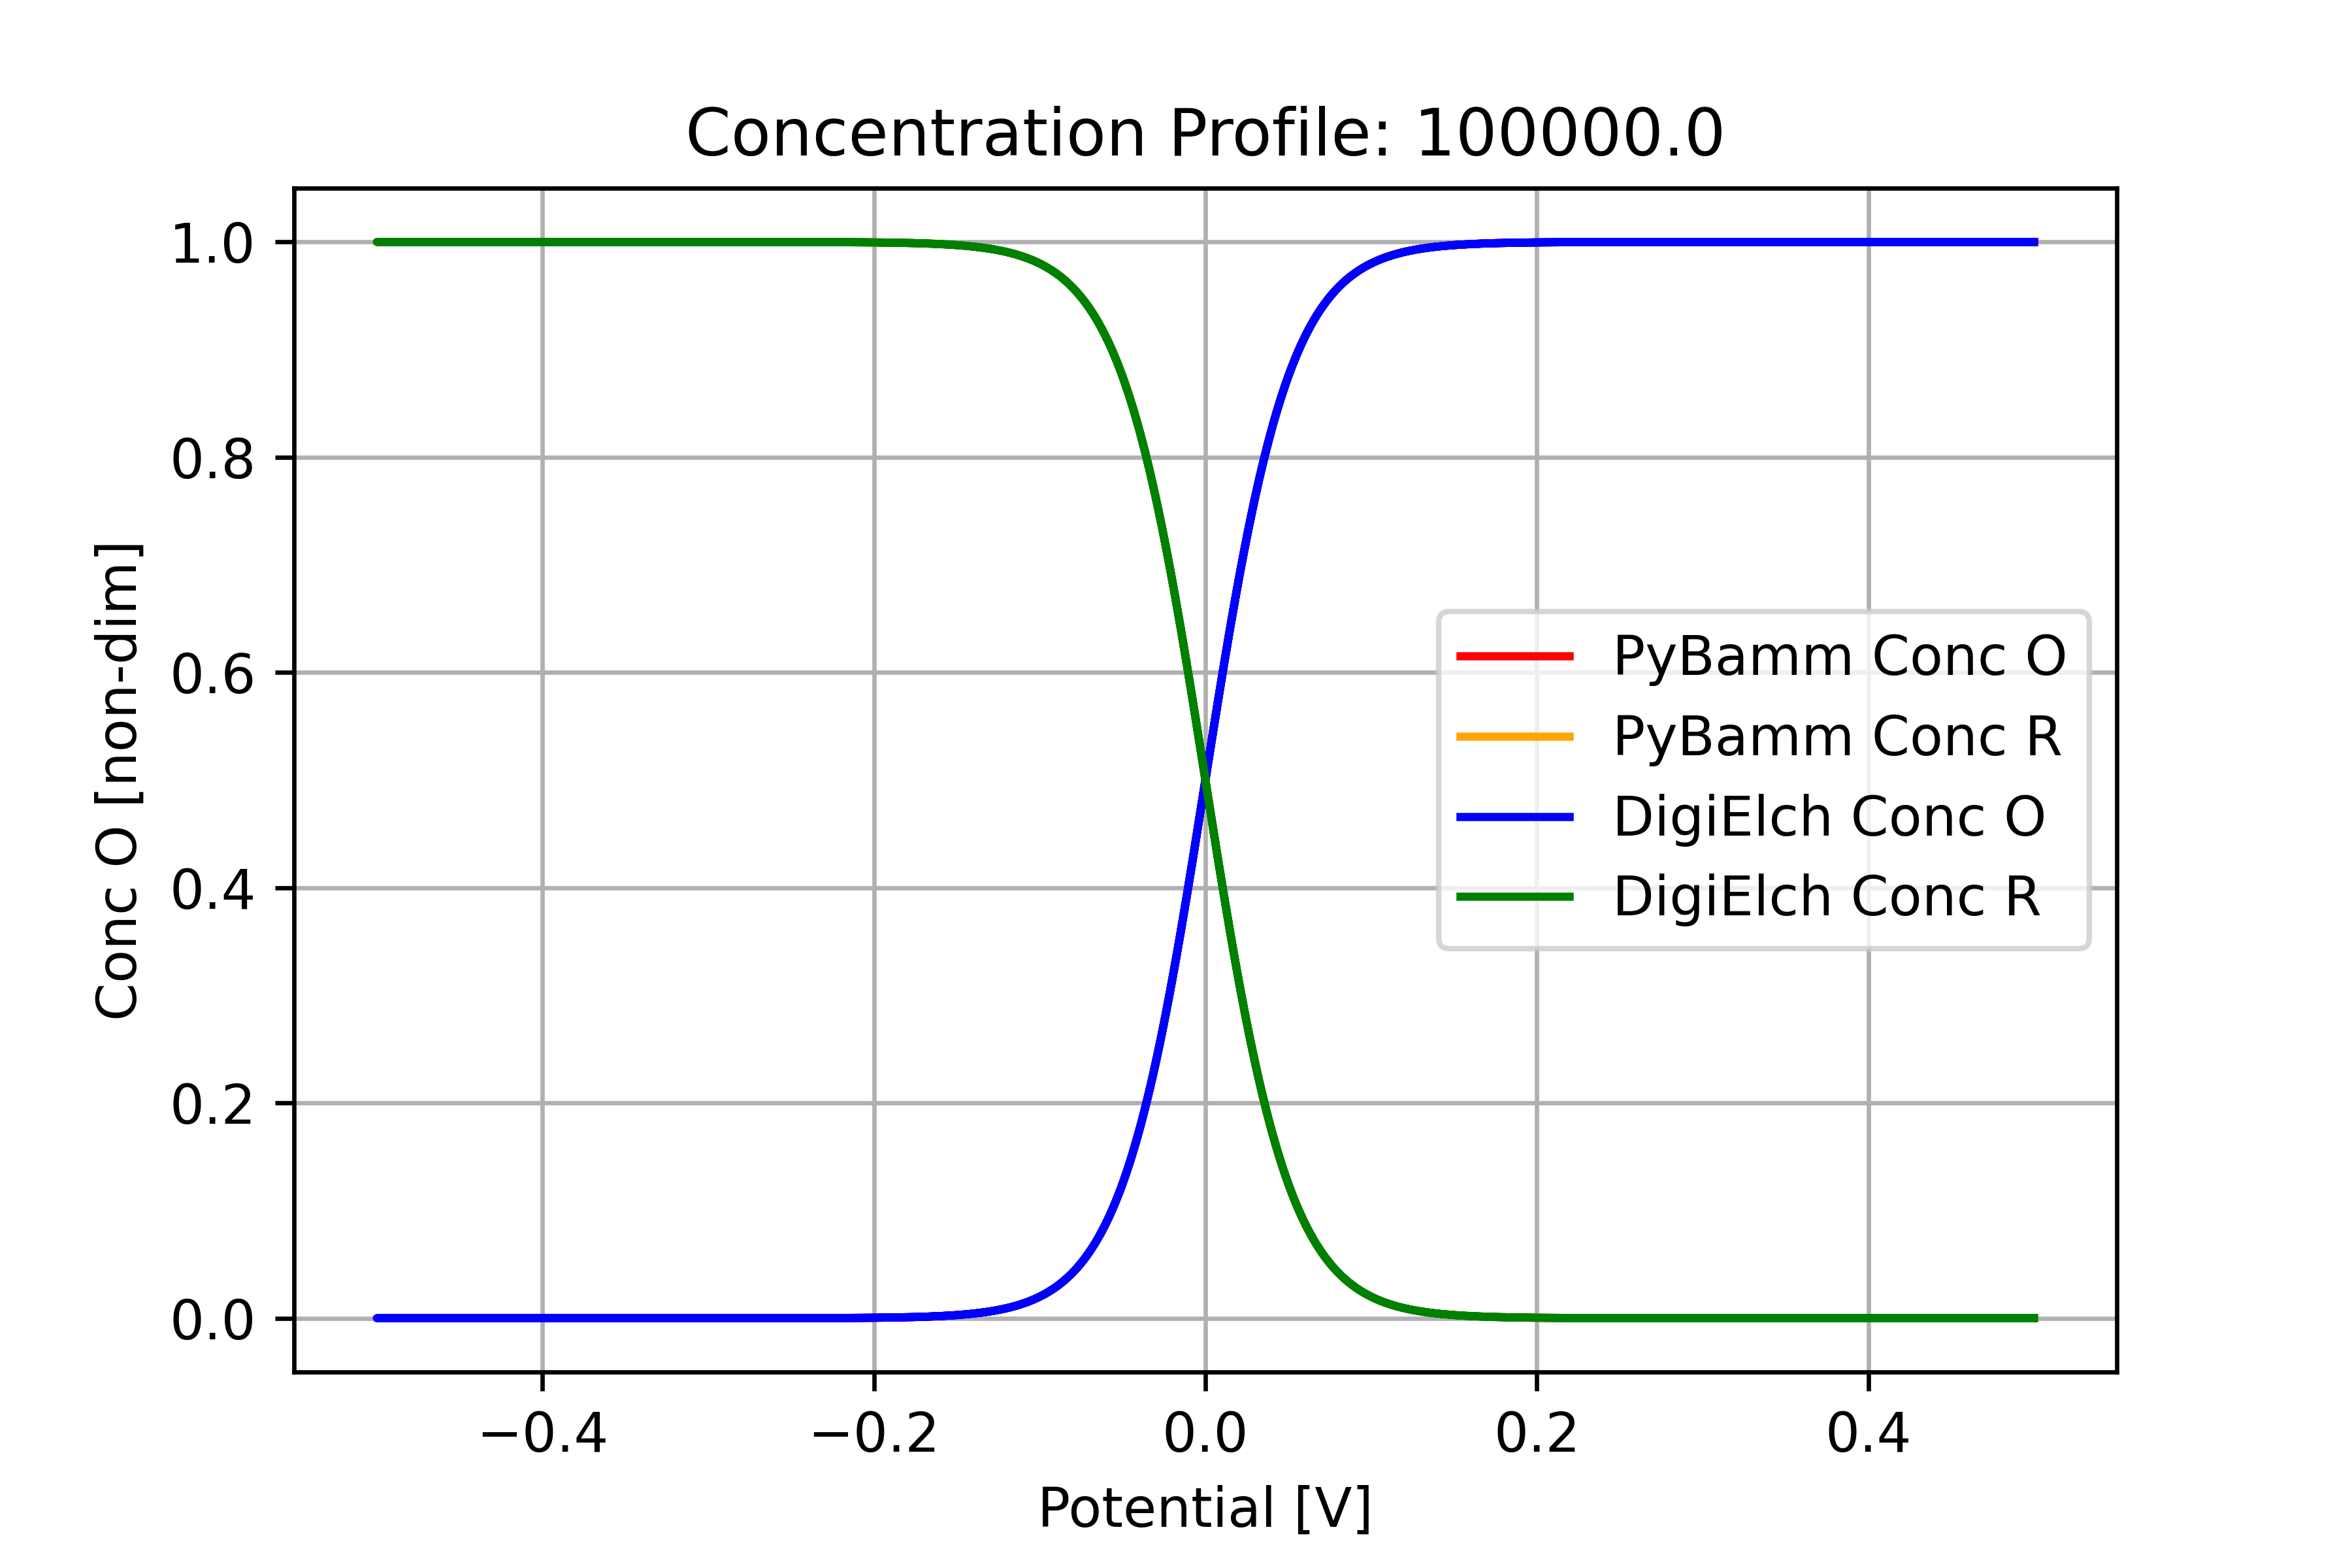 Concentration Profile: 100000.0
1.0
0.8
0.6
0.4
0.2
0.0
Conc O [non-dim]
PyBamm Conc O
PyBamm Conc R
DigiElch Conc O
DigiElch Conc R
−0.4 −0.2 0.0 0.2 0.4
Potential [V]